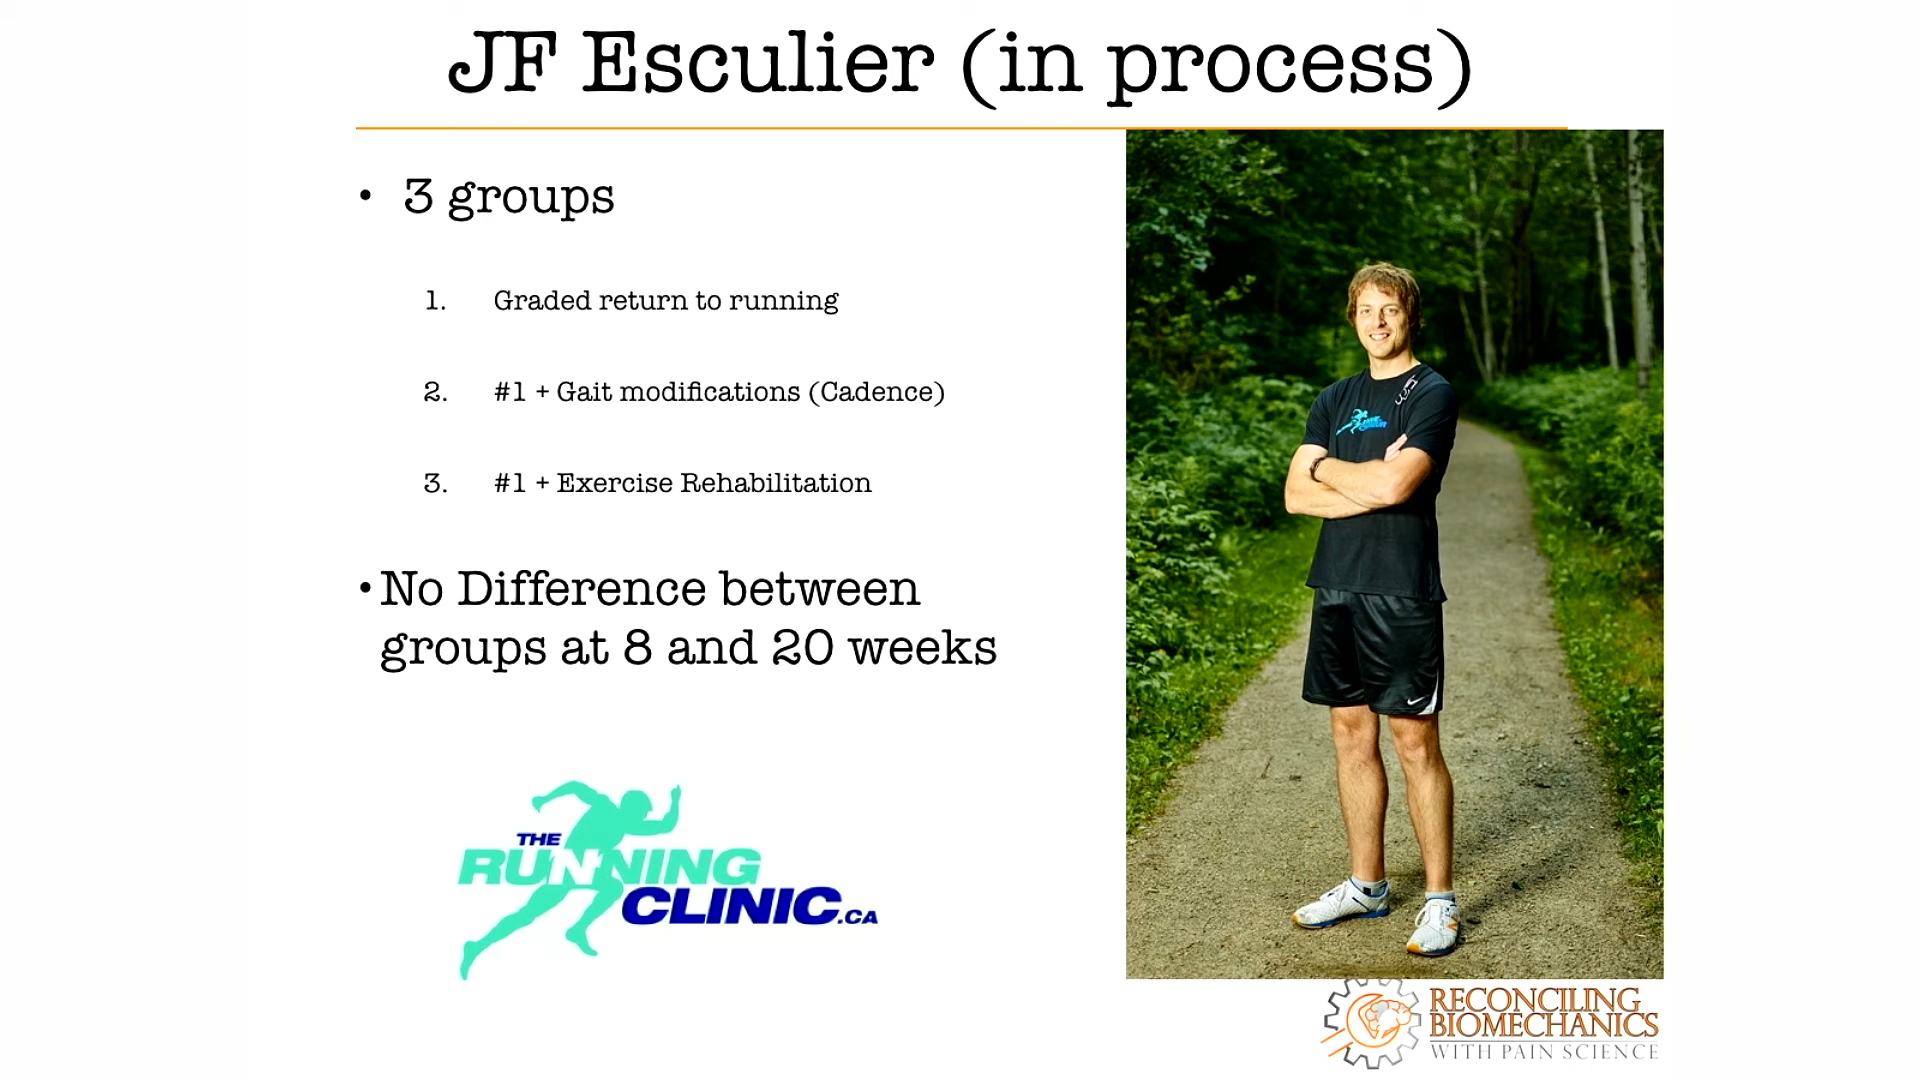 JF Esculier (in process)
• 3 groups
1. Graded return to running
2. #1 + Gait modifications (Cadence)
3. #1 + Exercise Rehabilitation
• No Difference between
groups at 8 and 20 weeks
THE
RUNNING
CLINIC.CA
RECONCILING
BIOMECHANICS
WITH PAIN SCIENCE